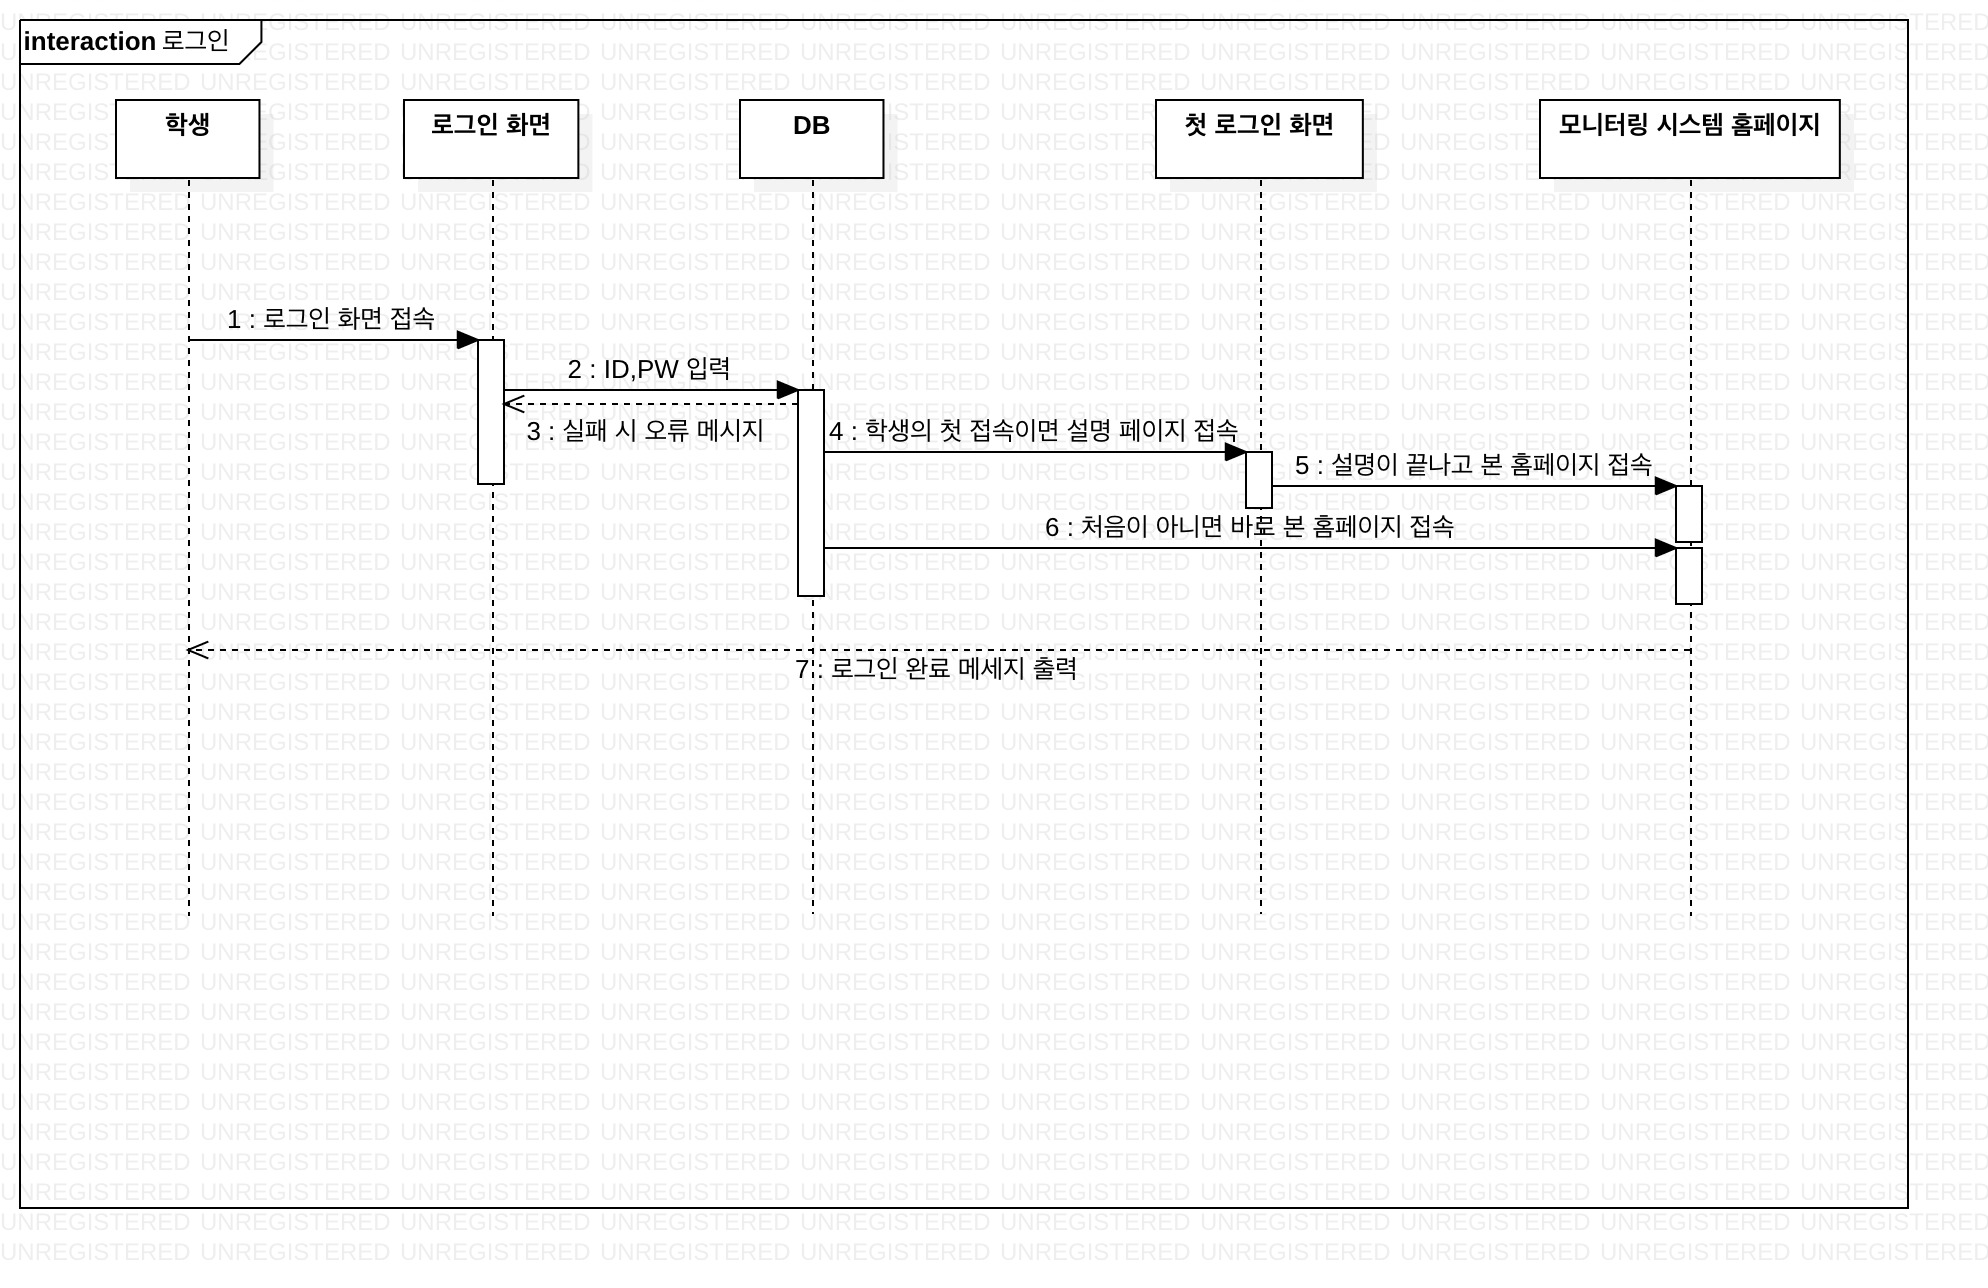 interaction 로그인
학생
로그인 화면
DB
첫 로그인 화면
모니터링 시스템 홈페이지
1 : 로그인 화면 접속
2 : ID,PW 입력
3 : 실패 시 오류 메시지
4 : 학생의 첫 접속이면 설명 페이지 접속
5 : 설명이 끝나고 본 홈페이지 접속
6 : 처음이 아니면 바로 본 홈페이지 접속
7 : 로그인 완료 메세지 출력
UNREGISTERED